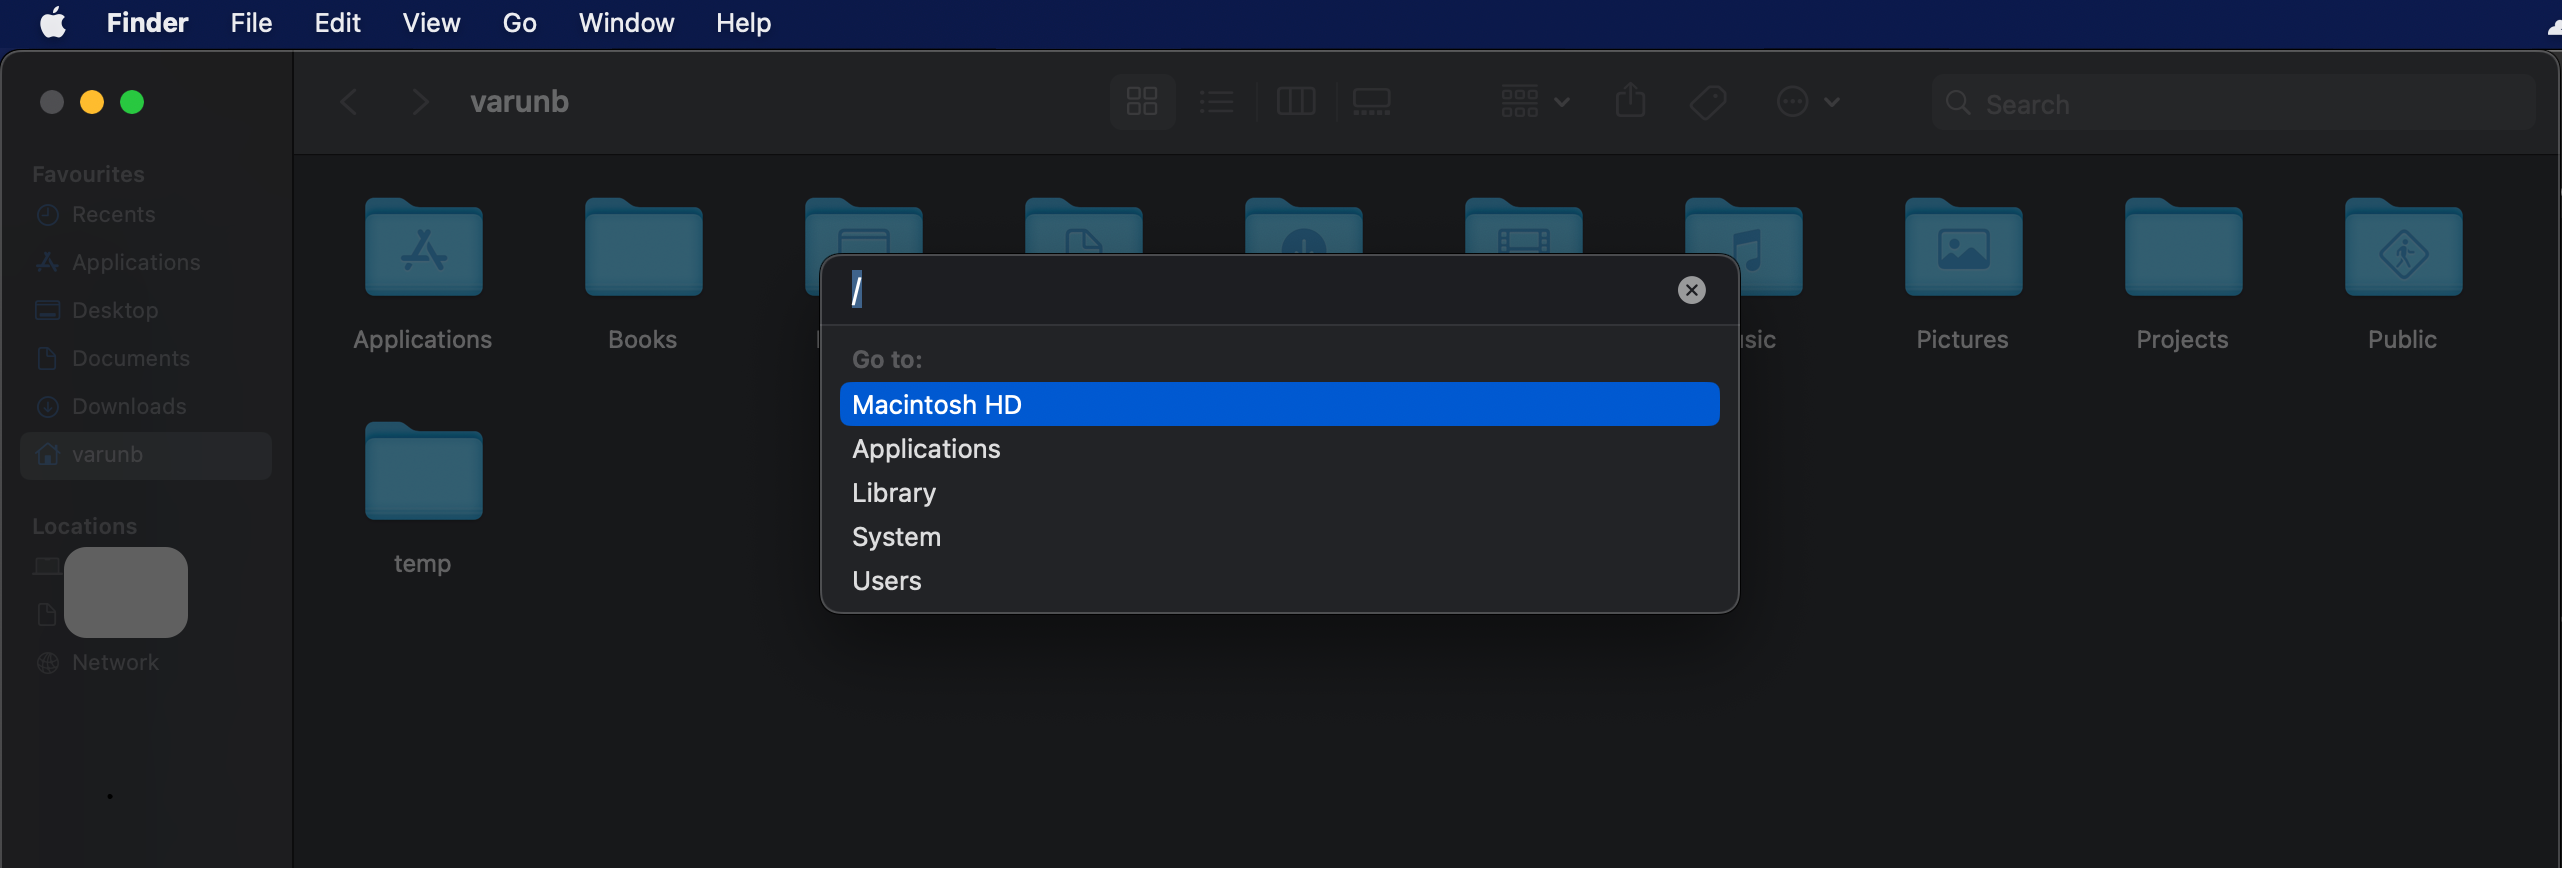 Finder File Edit View Go Window Help
varunb
Search
Favourites
Recents
Applications
Desktop
Documents
Downloads
varunb
Locations
Network
Applications Books Pictures Projects Public
temp
/
Go to:
Macintosh HD
Applications
Library
System
Users